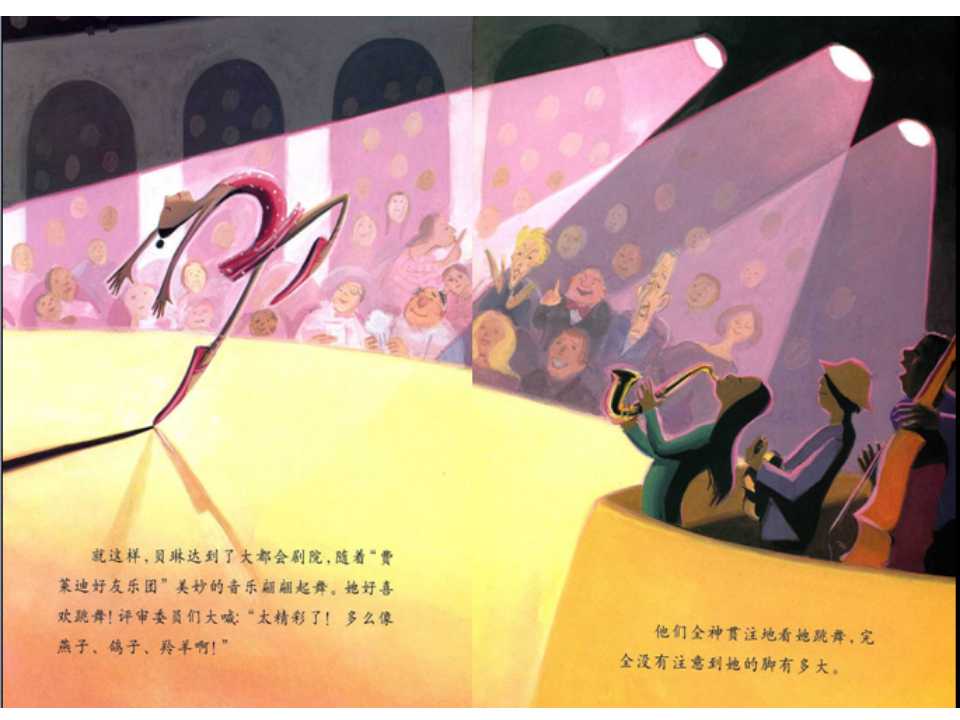 就这样,贝琳达到了大都会剧院,随着“费
莱迪好友乐团”美妙的音乐翩翩起舞。她好喜
欢跳舞!评审委员们大喊:“太精彩了! 多么像
燕子、鸽子、羚羊啊!”
他们全神贯注地看她跳舞,完
全没有注意到她的脚有多大。